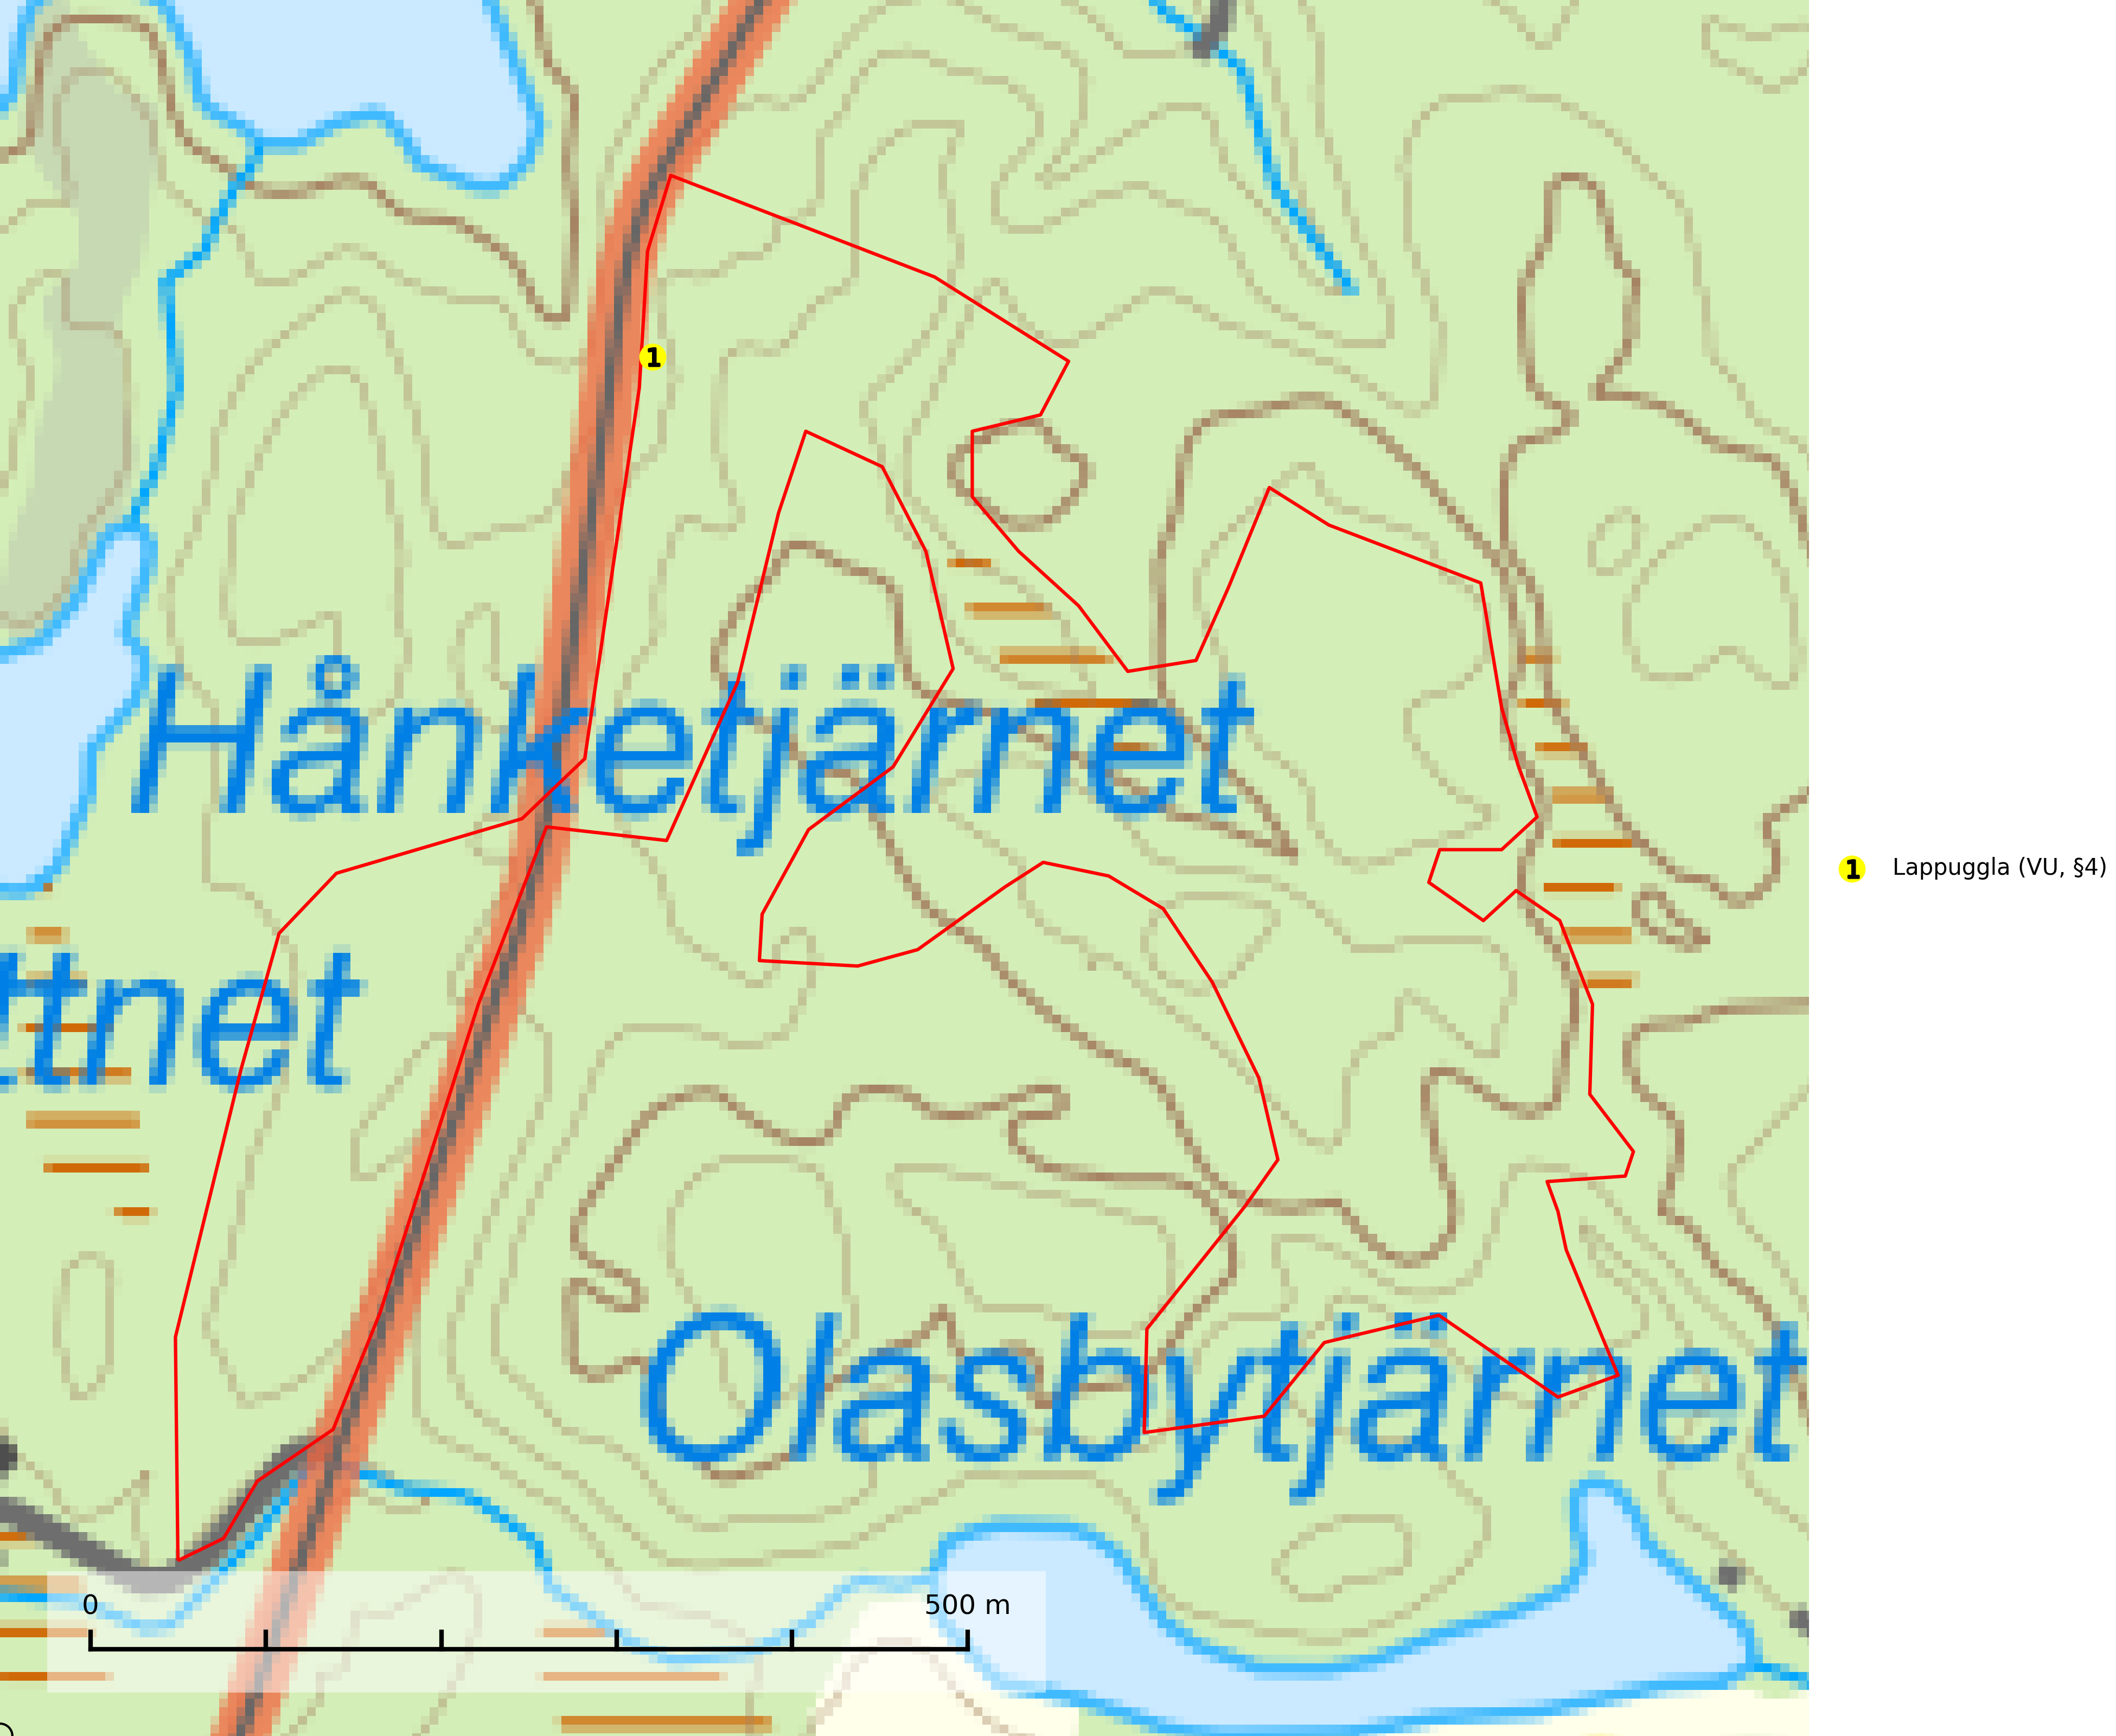 1
Hånketjärnet
1 Lappuggla (VU, §4)
tnet
Olasbytjärnet
0 500 m